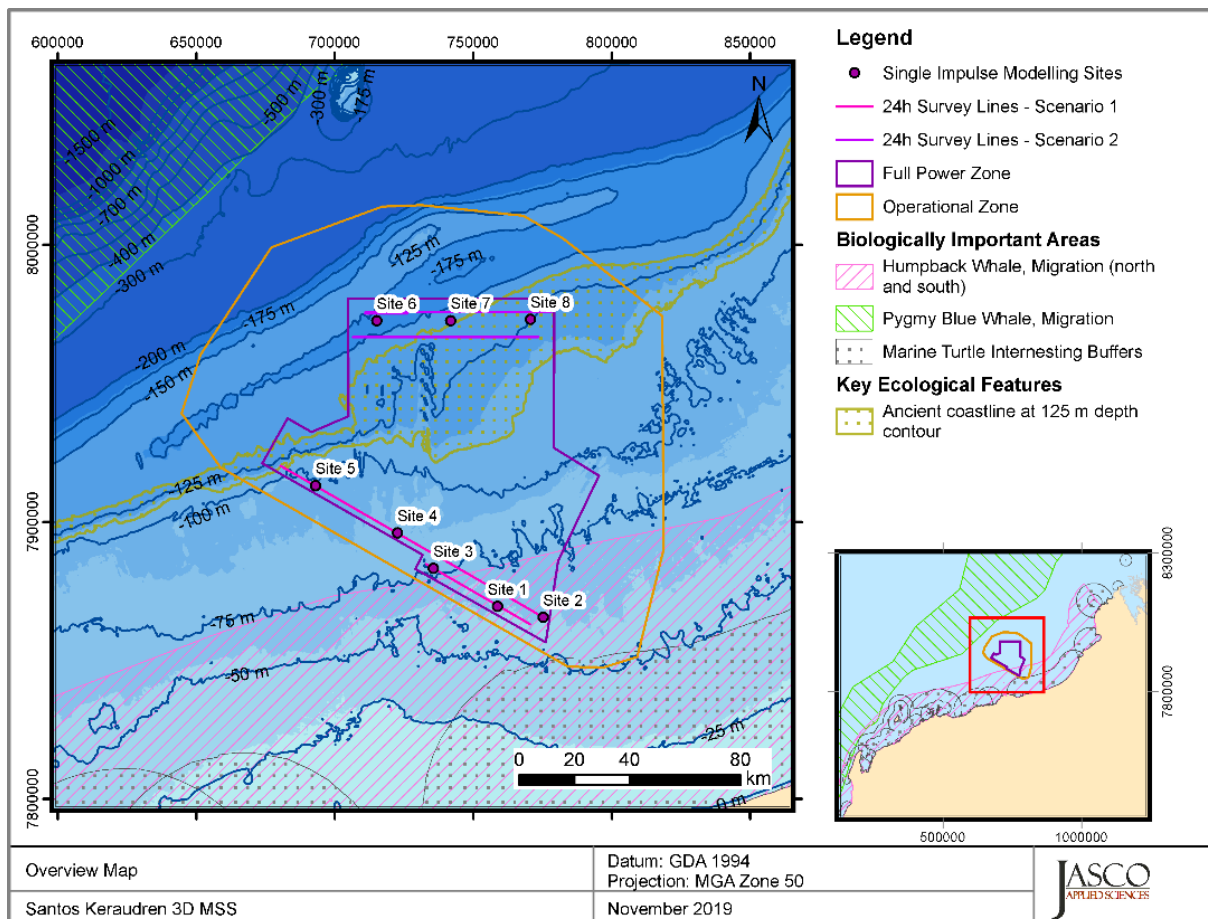 600000 650000 700000 750000 800000 850000
8000000
7900000
7800000
-1500 m
-1000 m
-700 m
-500 m
-400 m
-300 m
-300 m
-175 m
-175 m
-200 m
-150 m
-125 m
-175 m
-125 m
-100 m
-75 m
-50 m
-25 m
0 m
N
Site 6
Site 7
Site 8
Site 5
Site 4
Site 3
Site 1
Site 2
0 20 40 60 80
km
Legend
Single Impulse Modelling Sites
24h Survey Lines - Scenario 1
24h Survey Lines - Scenario 2
Full Power Zone
Operational Zone
Biologically Important Areas
Humpback Whale, Migration (north
and south)
Pygmy Blue Whale, Migration
Marine Turtle Internesting Buffers
Key Ecological Features
Ancient coastline at 125 m depth
contour
8300000
7800000
500000 1000000
Overview Map
Santos Keraudren 3D MSS
Datum: GDA 1994
Projection: MGA Zone 50
November 2019
JASCO
APPLIED SCIENCES